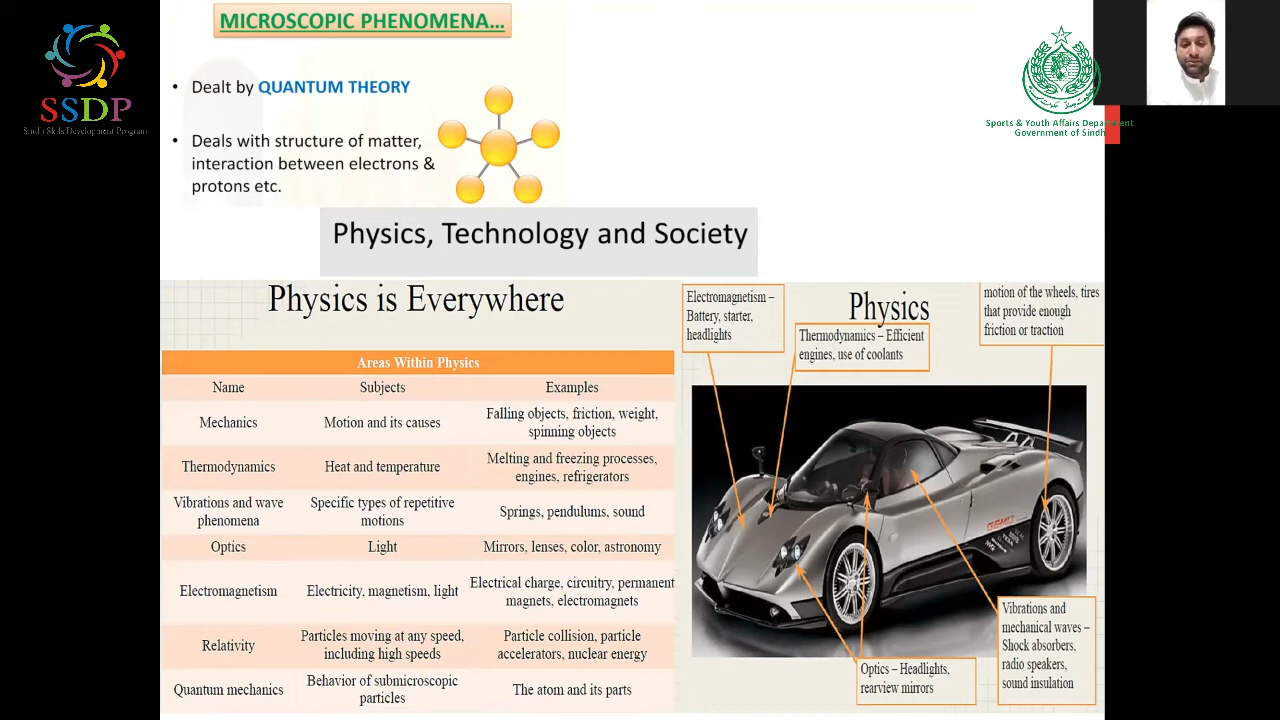 MICROSCOPIC PHENOMENA...
SSDP
Sindh Skills Development Program
• Dealt by QUANTUM THEORY
• Deals with structure of matter,
interaction between electrons &
protons etc.
Sports & Youth Affairs Department
Government of Sindh
Physics, Technology and Society
Physics is Everywhere
Areas Within Physics
Name Subjects Examples
Mechanics Motion and its causes Falling objects, friction, weight,
spinning objects
Thermodynamics Heat and temperature Melting and freezing processes,
engines, refrigerators
Vibrations and wave
phenomena
Specific types of repetitive
motions
Springs, pendulums, sound
Optics Light Mirrors, lenses, color, astronomy
Electromagnetism Electricity, magnetism, light Electrical charge, circuitry, permanent
magnets, electromagnets
Relativity Particles moving at any speed,
including high speeds
Particle collision, particle
accelerators, nuclear energy
Quantum mechanics Behavior of submicroscopic
particles
The atom and its parts
Physics
Electromagnetism –
Battery, starter,
headlights
Thermodynamics – Efficient
engines, use of coolants
motion of the wheels, tires
that provide enough
friction or traction
Vibrations and
mechanical waves –
Shock absorbers,
radio speakers,
sound insulation
Optics – Headlights,
rearview mirrors